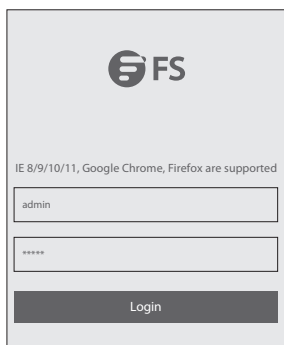 FS
IE 8/9/10/11, Google Chrome, Firefox are supported
admin
*****
Login